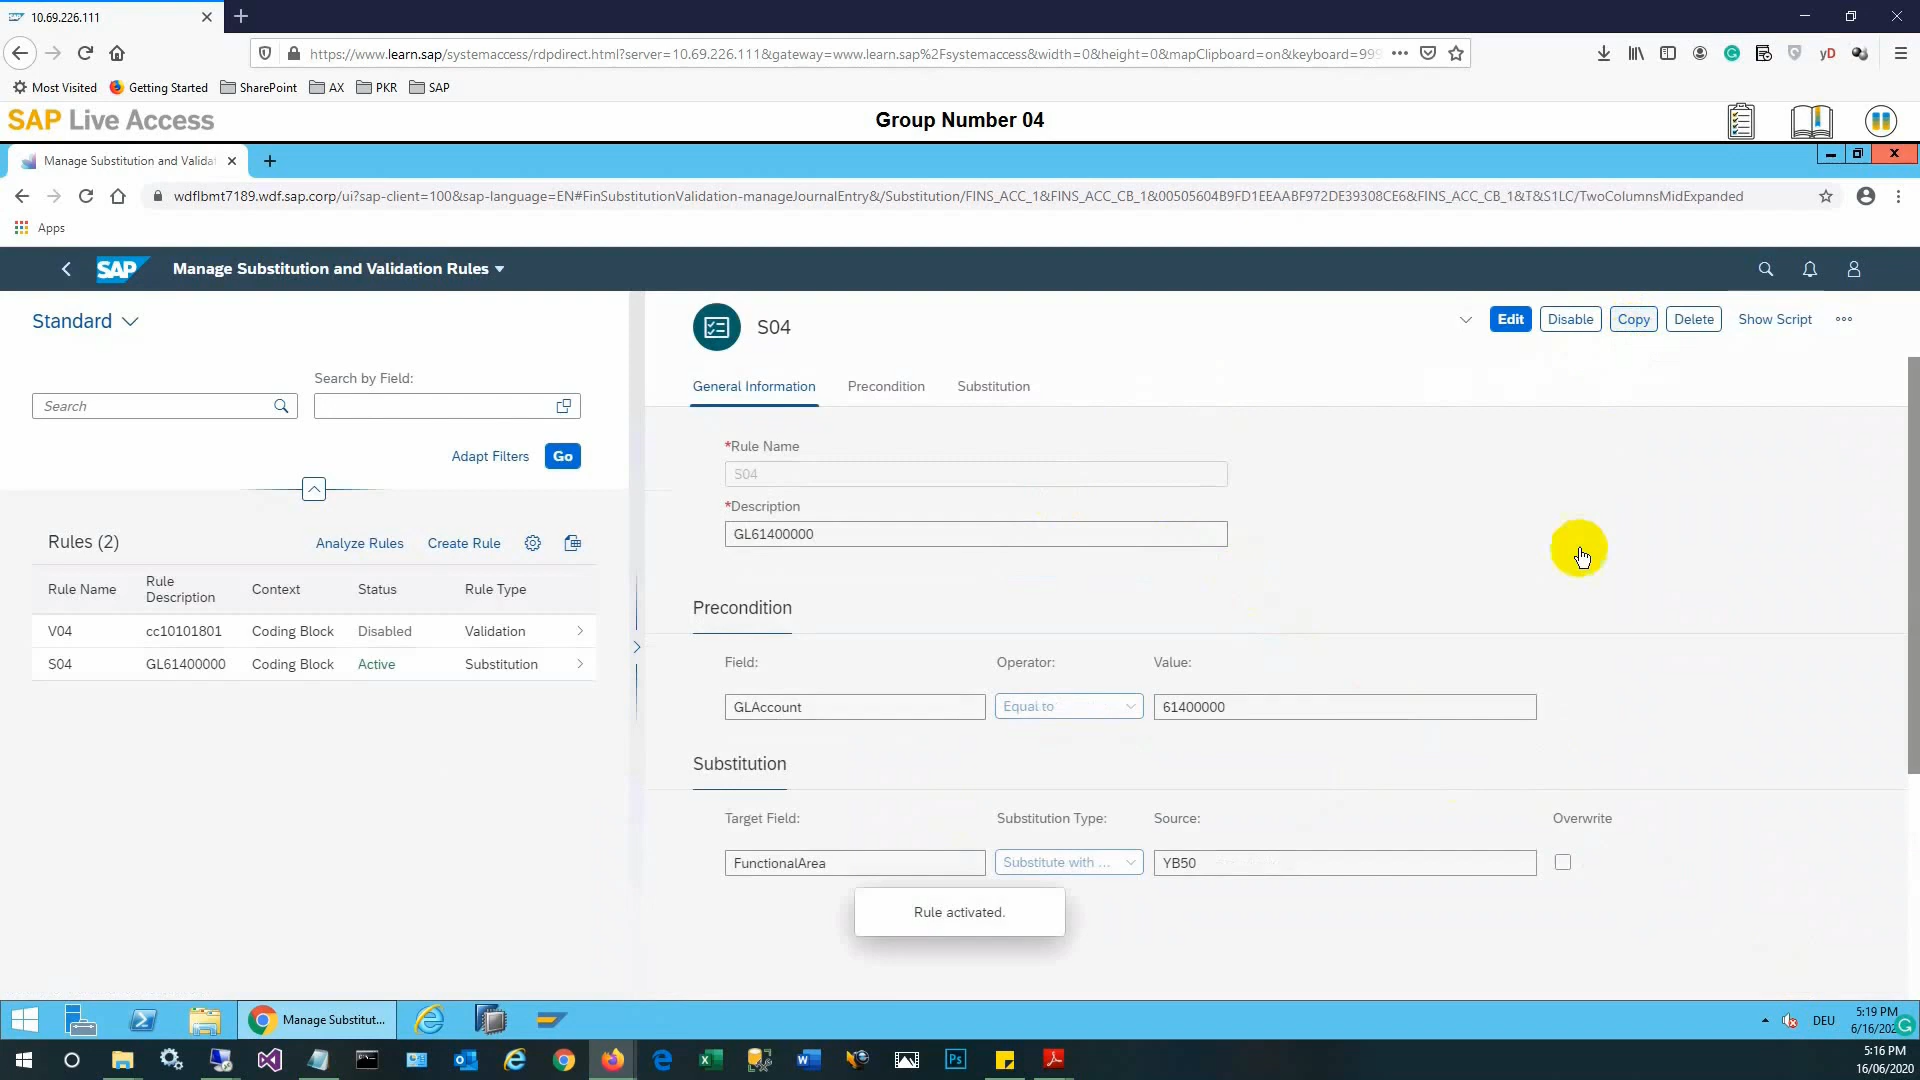 10.69.226.111
https://www.learn.sap/systemaccess/rdpdirect.html?server=10.69.226.111&gateway=www.learn.sap%2Fsystemaccess&width=0&height=0&mapClipboard=on&keyboard=999
yD
Most Visited Getting Started SharePoint AX PKR SAP
SAP Live Access
Group Number 04
Manage Substitution and Valida
wdflbmt7189.wdf.sap.corp/ui?sap-client=100&sap-language=EN#FinSubstitutionValidation-manageJournalEntry&/Substitution/FINS_ACC_1&FINS_ACC_CB_1&00505604B9FD1EEAABF972DE39308CE6&FINS_ACC_CB_1&T&S1LC/TwoColumnsMidExpanded
Apps
SAP Manage Substitution and Validation Rules
Standard
Search by Field:
Search
Adapt Filters Go
Rules (2) Analyze Rules Create Rule
Rule Name Rule Description Context Status Rule Type
V04 cc10101801 Coding Block Disabled Validation
S04 GL61400000 Coding Block Active Substitution
S04
Edit Disable Copy Delete Show Script
General Information Precondition Substitution
*Rule Name
S04
*Description
GL61400000
Precondition
Field: Operator: Value:
GLAccount Equal to 61400000
Substitution
Target Field: Substitution Type: Source: Overwrite
FunctionalArea Substitute with ... YB50
Rule activated.
Manage Substitut...
DEU
5:19 PM
5:16 PM
16/06/2020